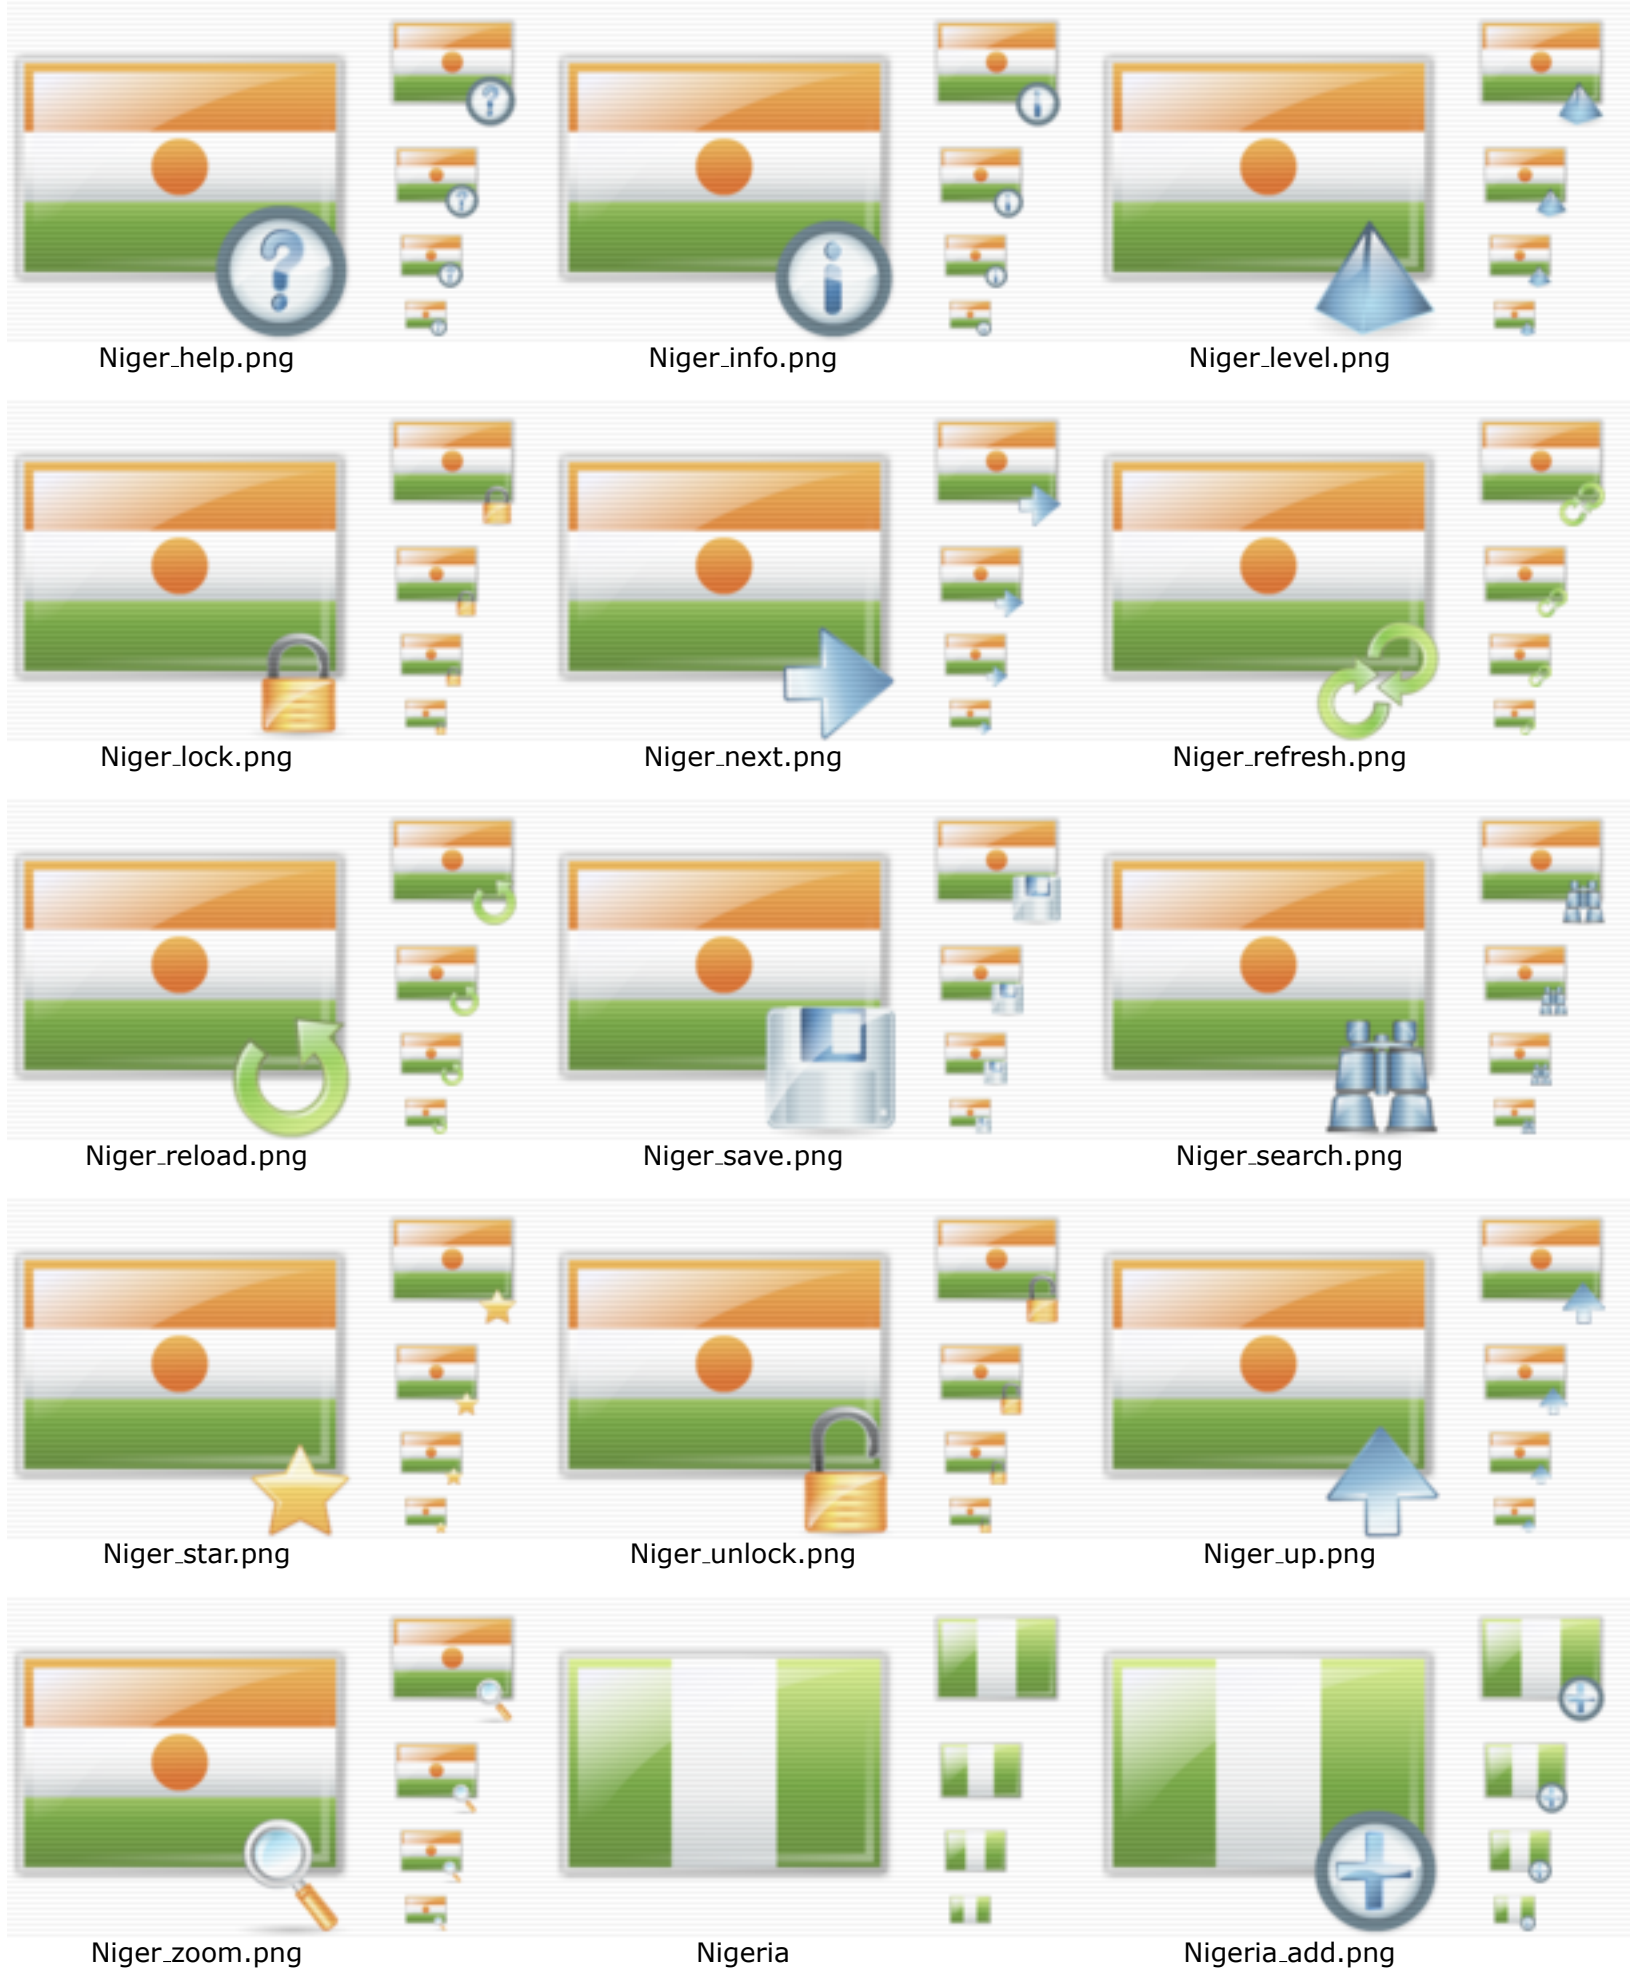 Niger_help.png
Niger_info.png
Niger_level.png
Niger_lock.png
Niger_next.png
Niger_refresh.png
Niger_reload.png
Niger_save.png
Niger_search.png
Niger_star.png
Niger_unlock.png
Niger_up.png
Niger_zoom.png
Nigeria
Nigeria_add.png